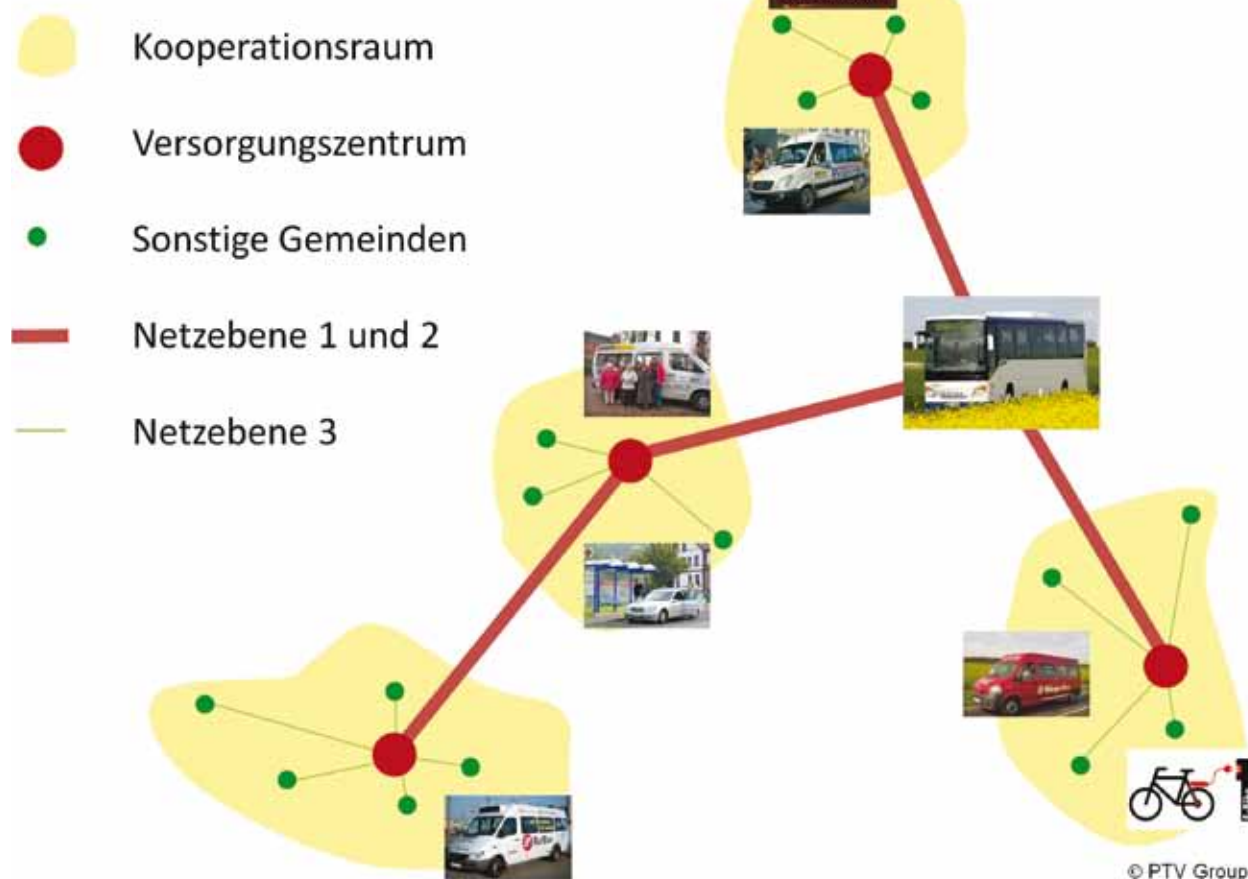 Kooperationsraum
Versorgungszentrum
Sonstige Gemeinden
Netzebene 1 und 2
Netzebene 3
© PTV Group